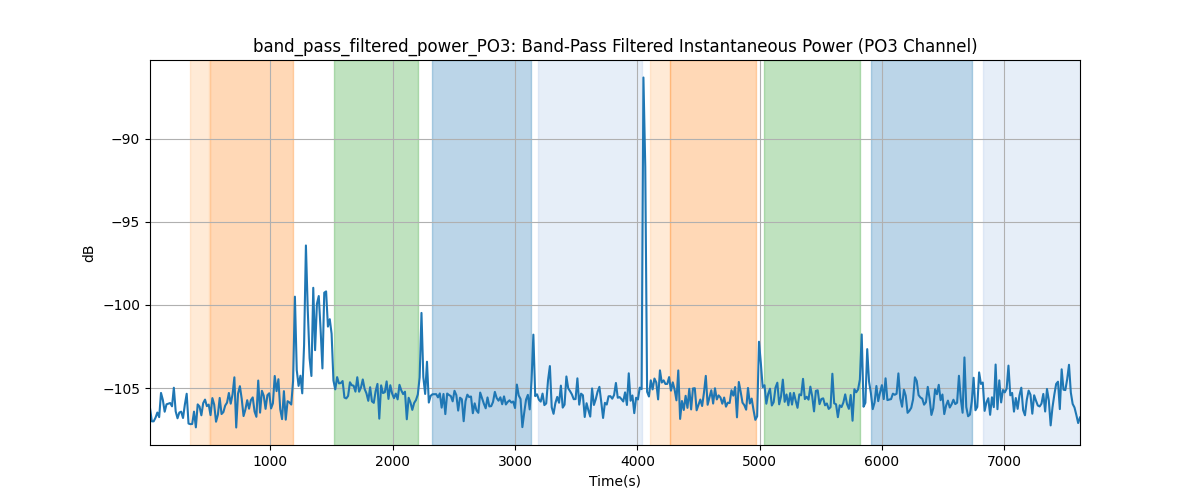 band_pass_filtered_power_PO3: Band-Pass Filtered Instantaneous Power (PO3 Channel)
−90
−95
−100
−105
dB
1000 2000 3000 4000 5000 6000 7000
Time(s)